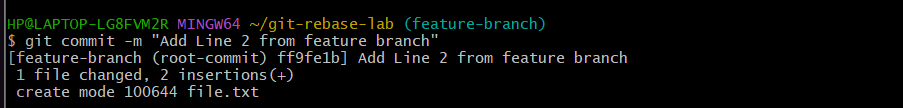 HP@LAPTOP-LG8FVM2R MINGW64 ~/git-rebase-lab (feature-branch)
$ git commit -m "Add Line 2 from feature branch"
[feature-branch (root-commit) ff9fe1b] Add Line 2 from feature branch
 1 file changed, 2 insertions(+)
 create mode 100644 file.txt